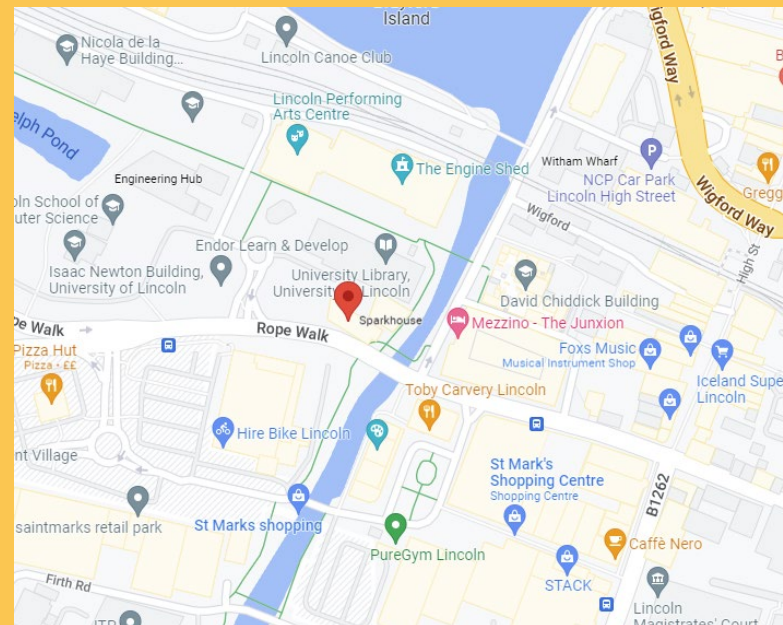 Island
Wigford Way
Nicola de la
Haye Building...
Lincoln Canoe Club
Lincoln Performing
Arts Centre
elph Pond
The Engine Shed
Witham Wharf
NCP Car Park
Lincoln High Street
Gregg
Engineering Hub
Wigford Way
oln School of
uter Science
Wigford
High St
Endor Learn & Develop
Isaac Newton Building,
University of Lincoln
University Library,
University of Lincoln
David Chiddick Building
Sparkhouse
Mezzino - The Junxion
pe Walk
Rope Walk
Foxs Music
Musical Instrument Shop
Pizza Hut
Pizza • ££
Iceland Supe
Lincoln
Toby Carvery Lincoln
Hire Bike Lincoln
nt Village
St Mark's
Shopping Centre
Shopping Centre
B1262
saintmarks retail park
St Marks shopping
Caffè Nero
PureGym Lincoln
STACK
Firth Rd
Lincoln
Magistrates' Court